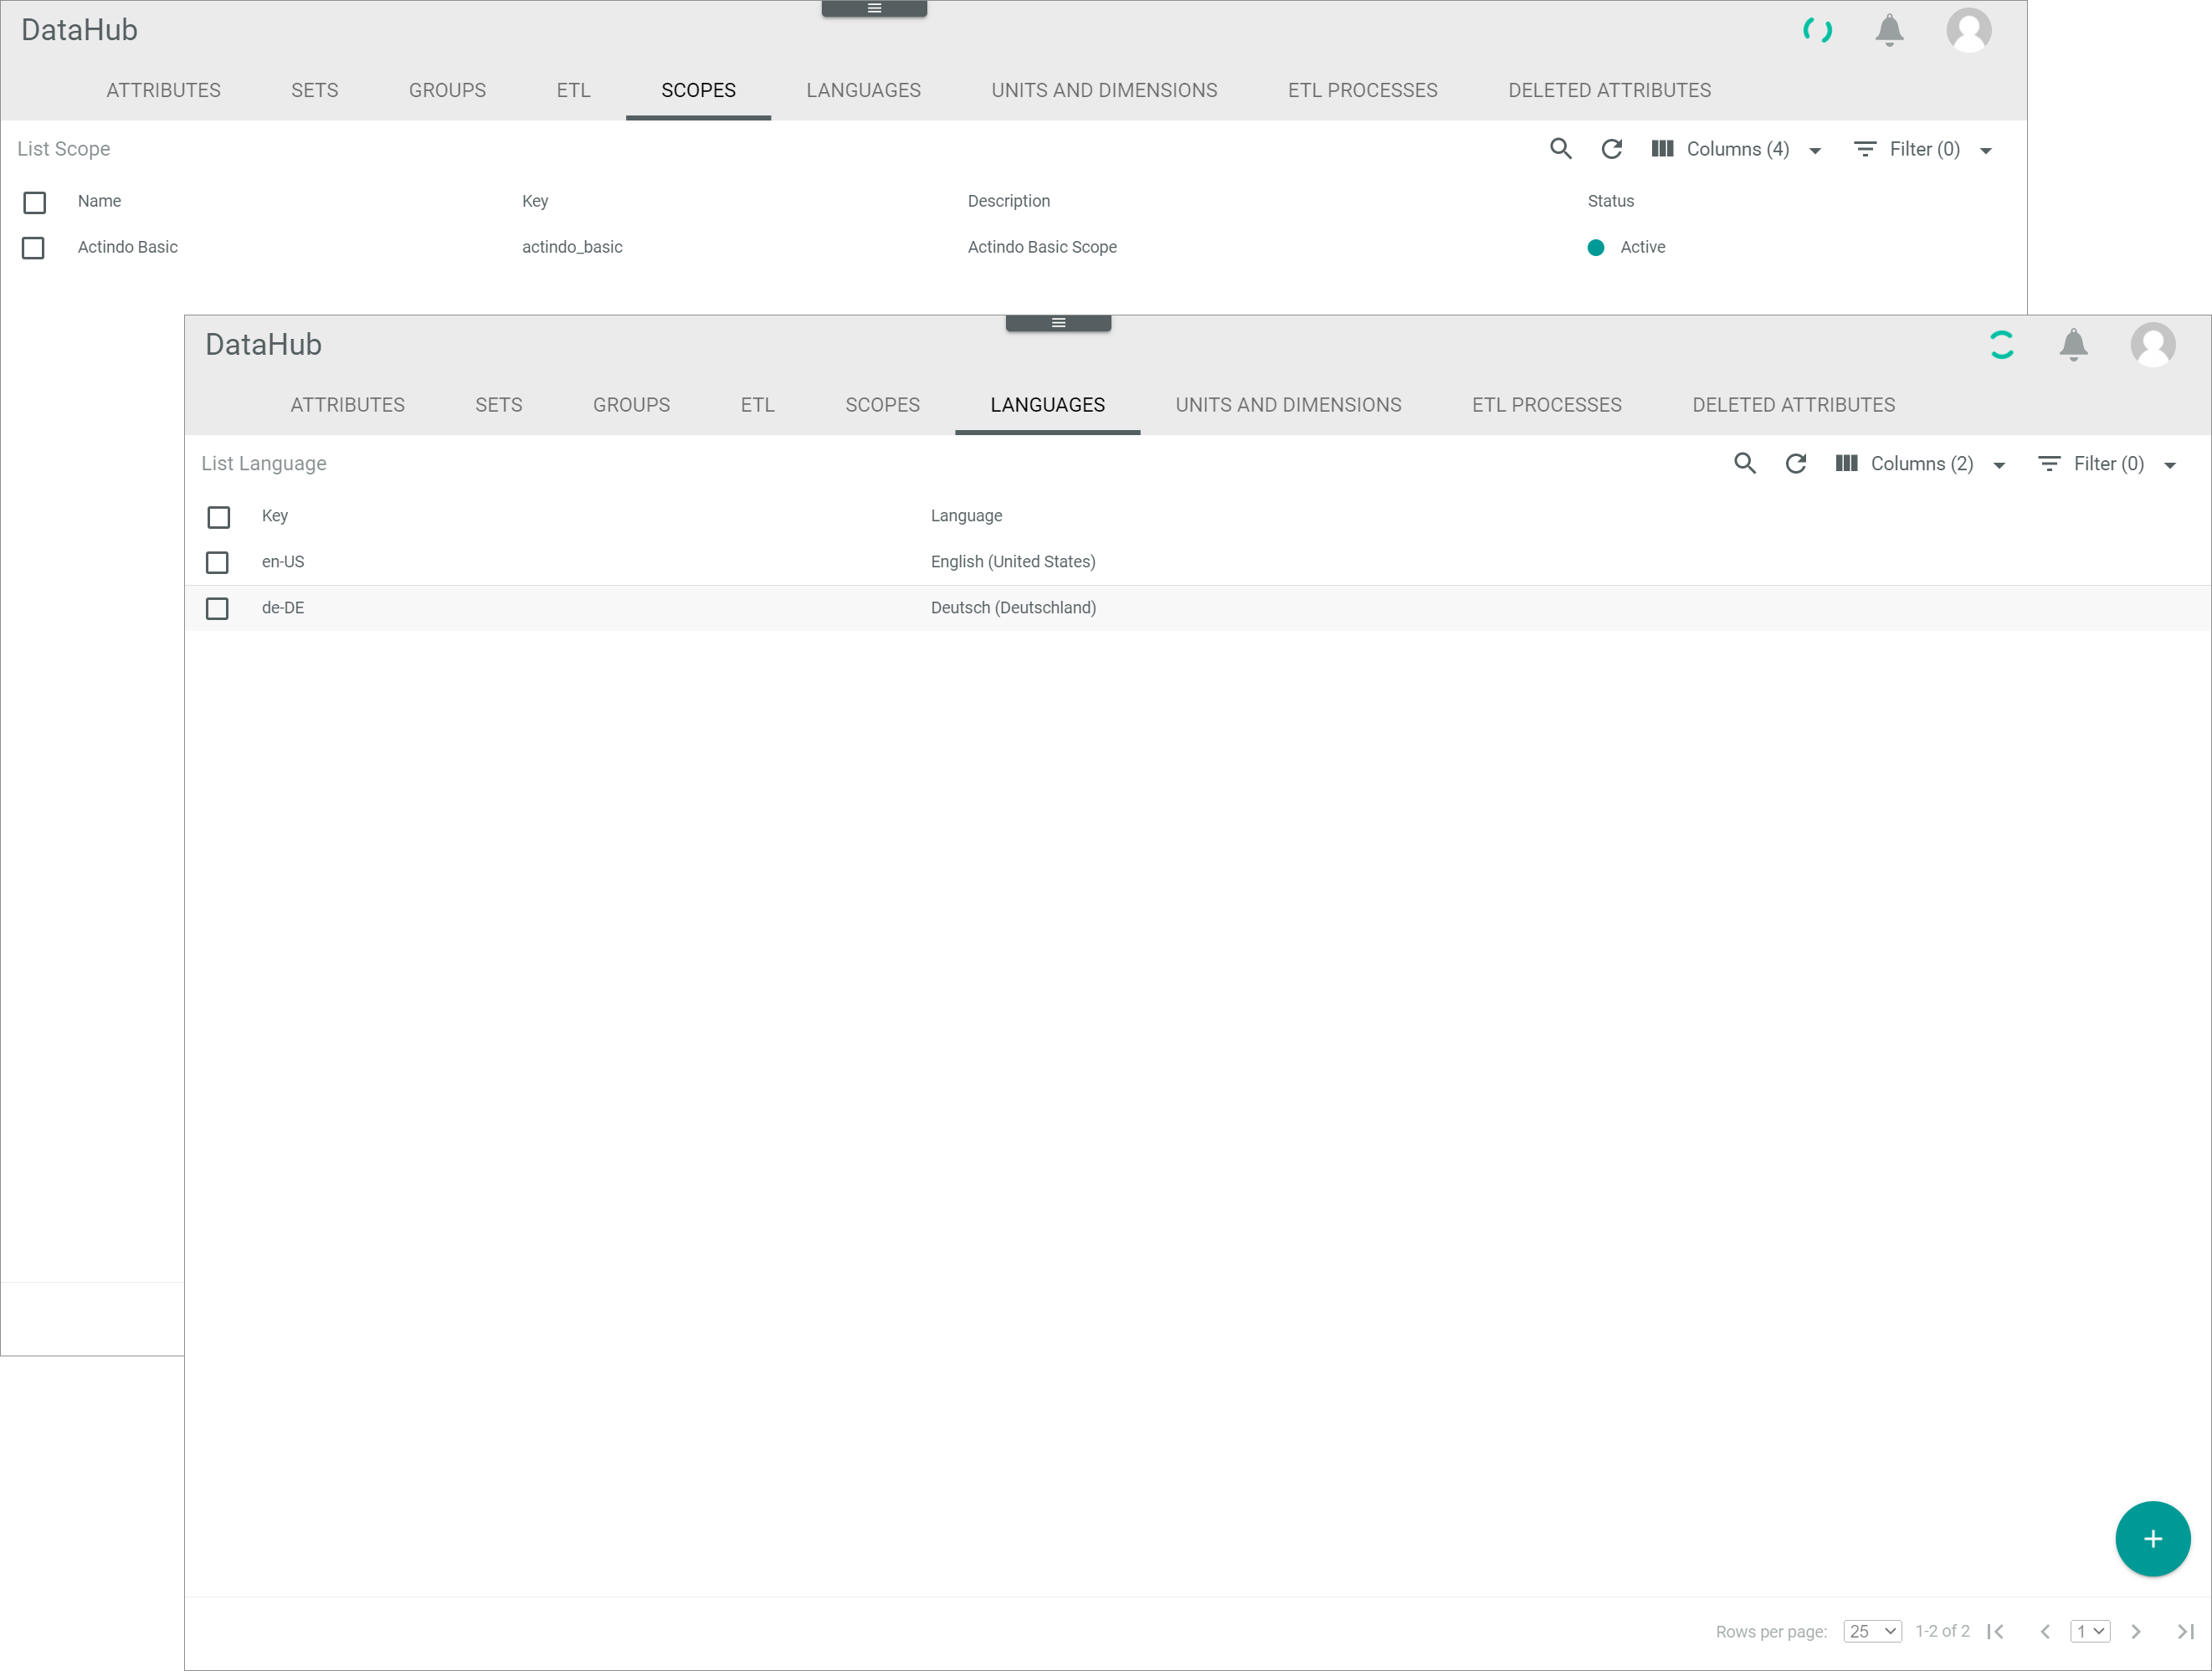 DataHub
ATTRIBUTES SETS GROUPS ETL SCOPES LANGUAGES UNITS AND DIMENSIONS ETL PROCESSES DELETED ATTRIBUTES
List Scope Columns (4) Filter (0)
Name Key Description Status
Actindo Basic actindo_basic Actindo Basic Scope Active
DataHub
ATTRIBUTES SETS GROUPS ETL SCOPES LANGUAGES UNITS AND DIMENSIONS ETL PROCESSES DELETED ATTRIBUTES
List Language Columns (2) Filter (0)
Key Language
en-US English (United States)
de-DE Deutsch (Deutschland)
Rows per page: 25 1-2 of 2 1